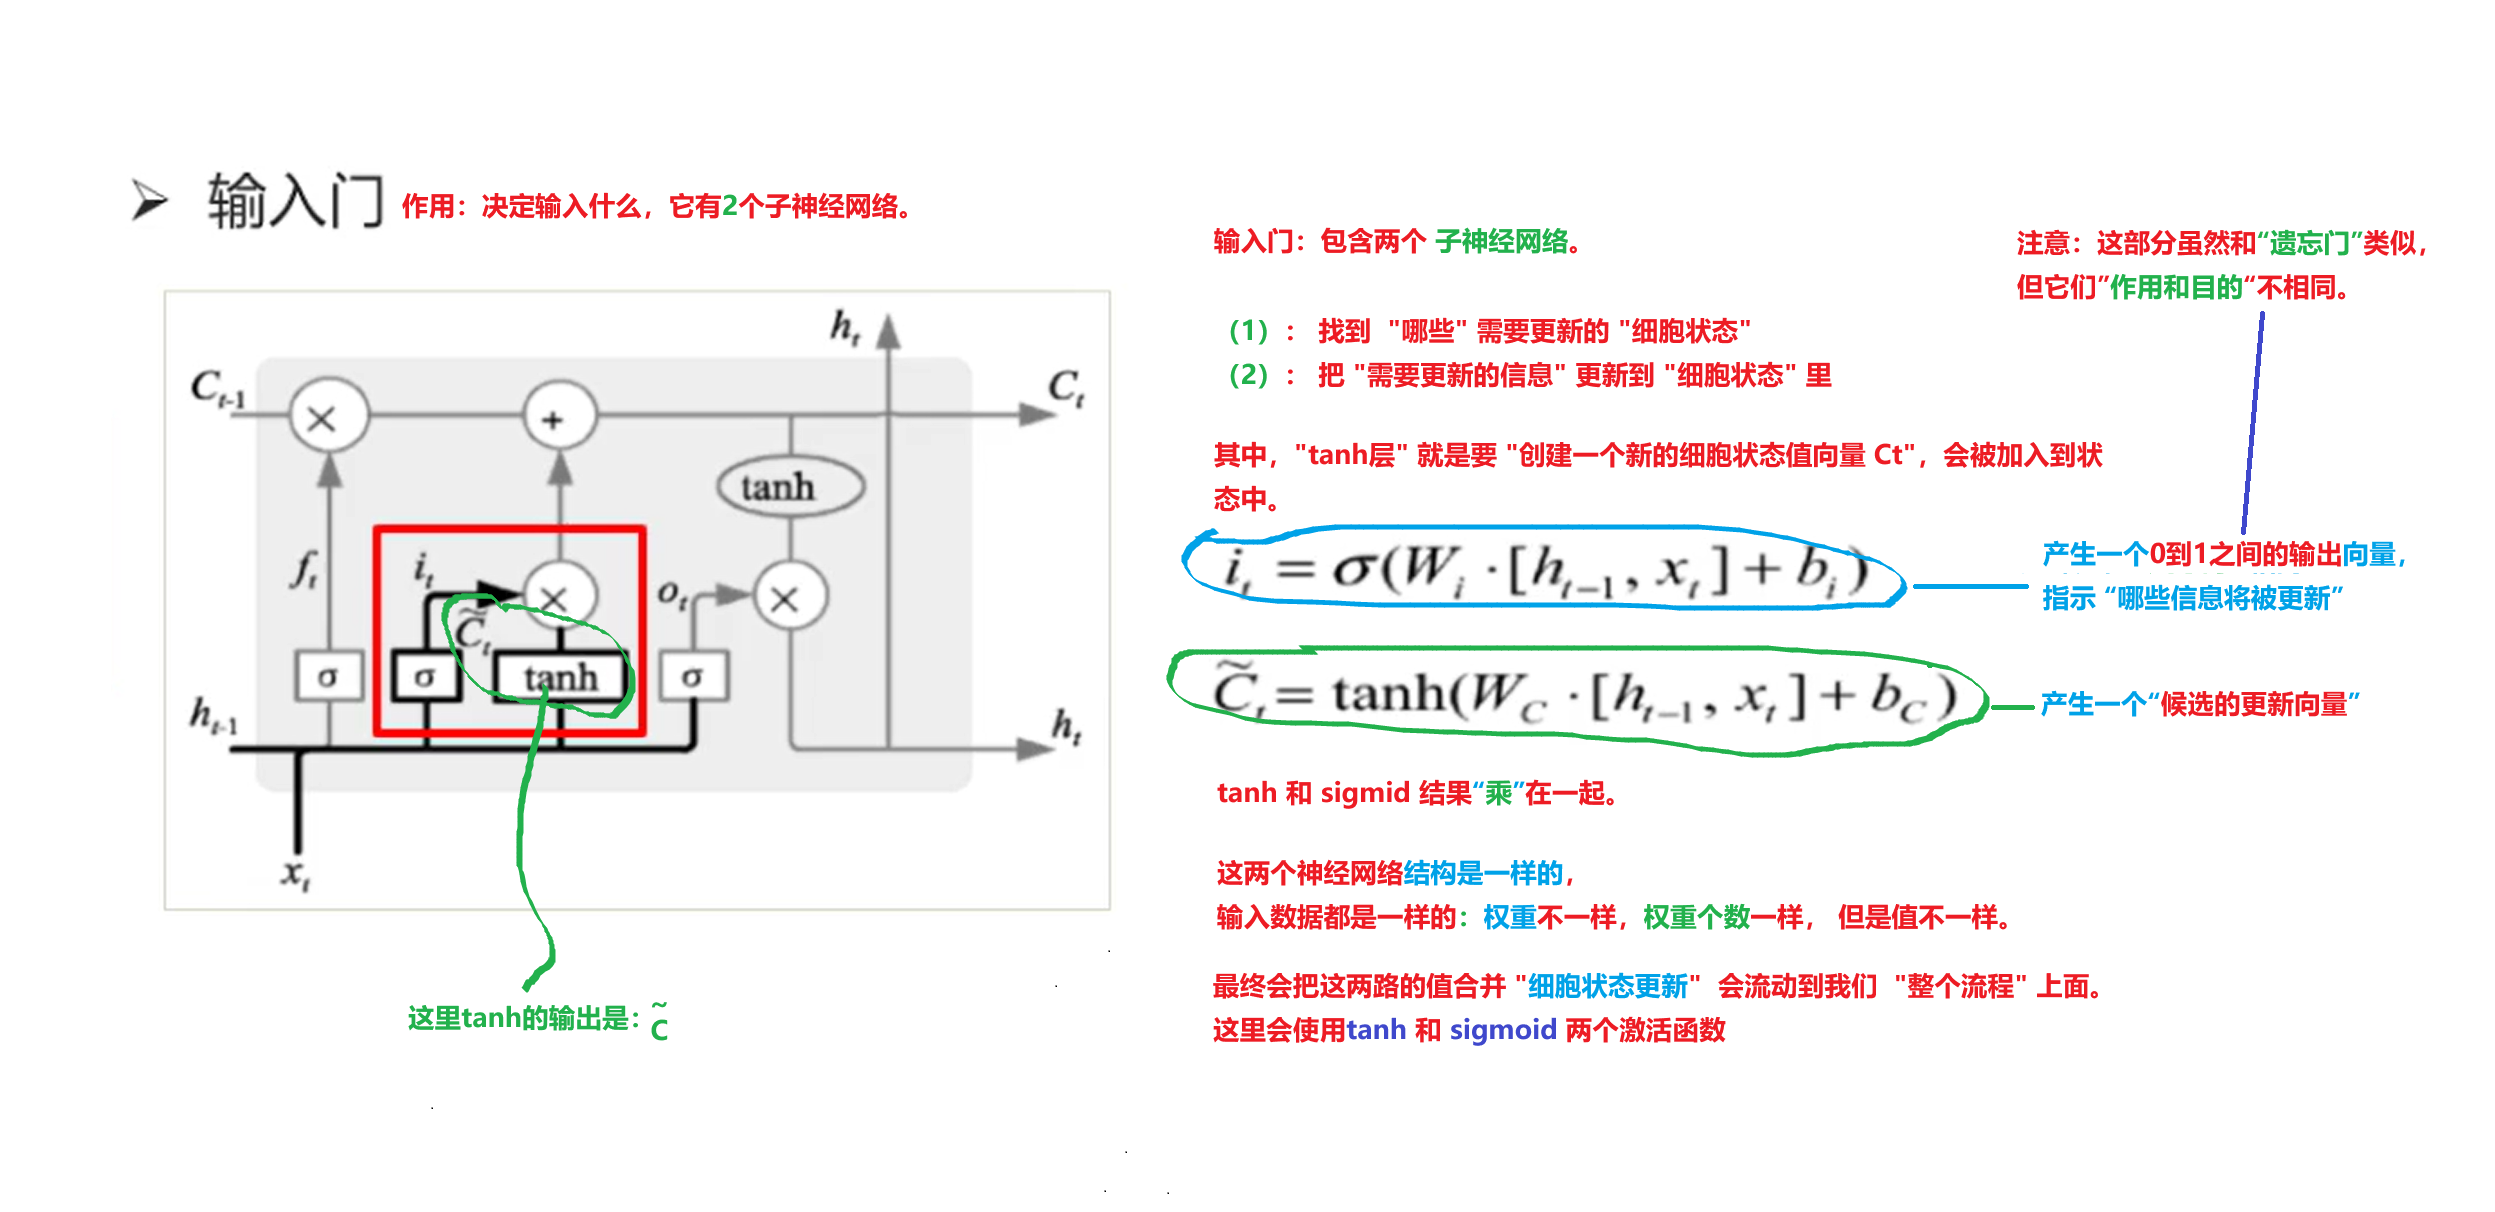 输入门 作用：决定输入什么，它有2个子神经网络。
h_t
C_{t-1}
C_t
×
+
tanh
f_t
i_t
×
o_t
×
C̃_t
σ
σ
tanh
σ
h_{t-1}
h_t
x_t
这里tanh的输出是：C̃
输入门：包含两个 子神经网络。
（1）： 找到 "哪些" 需要更新的 "细胞状态"
（2）： 把 "需要更新的信息" 更新到 "细胞状态" 里
其中，"tanh层" 就是要 "创建一个新的细胞状态值向量 Ct"，会被加入到状
态中。
i_t = σ(W_i · [h_{t-1}, x_t] + b_i)
C̃_t = tanh(W_C · [h_{t-1}, x_t] + b_C)
tanh 和 sigmid 结果“乘”在一起。
这两个神经网络结构是一样的，
输入数据都是一样的：权重不一样，权重个数一样， 但是值不一样。
最终会把这两路的值合并 "细胞状态更新" 会流动到我们 "整个流程" 上面。
这里会使用tanh 和 sigmoid 两个激活函数
注意：这部分虽然和“遗忘门”类似，
但它们”作用和目的“不相同。
产生一个0到1之间的输出向量，
指示 “哪些信息将被更新”
产生一个“候选的更新向量”